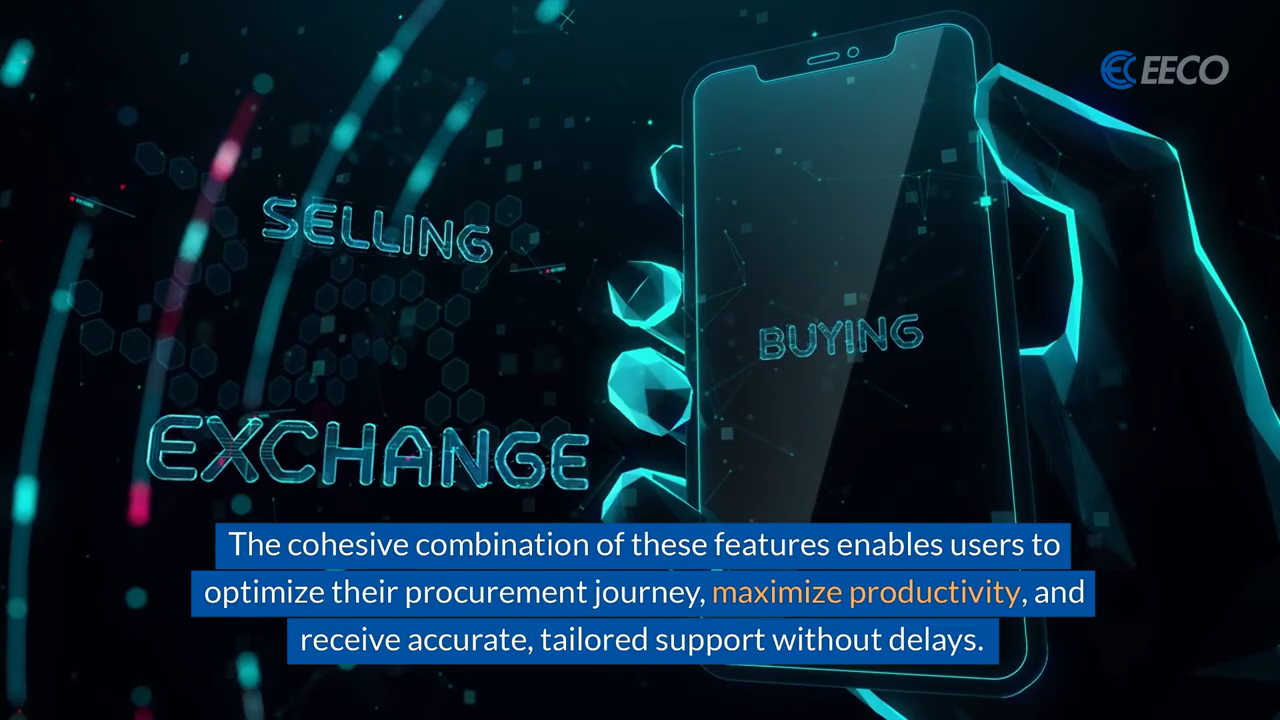 EECO
SELLING
BUYING
EXCHANGE
The cohesive combination of these features enables users to
optimize their procurement journey, maximize productivity, and
receive accurate, tailored support without delays.